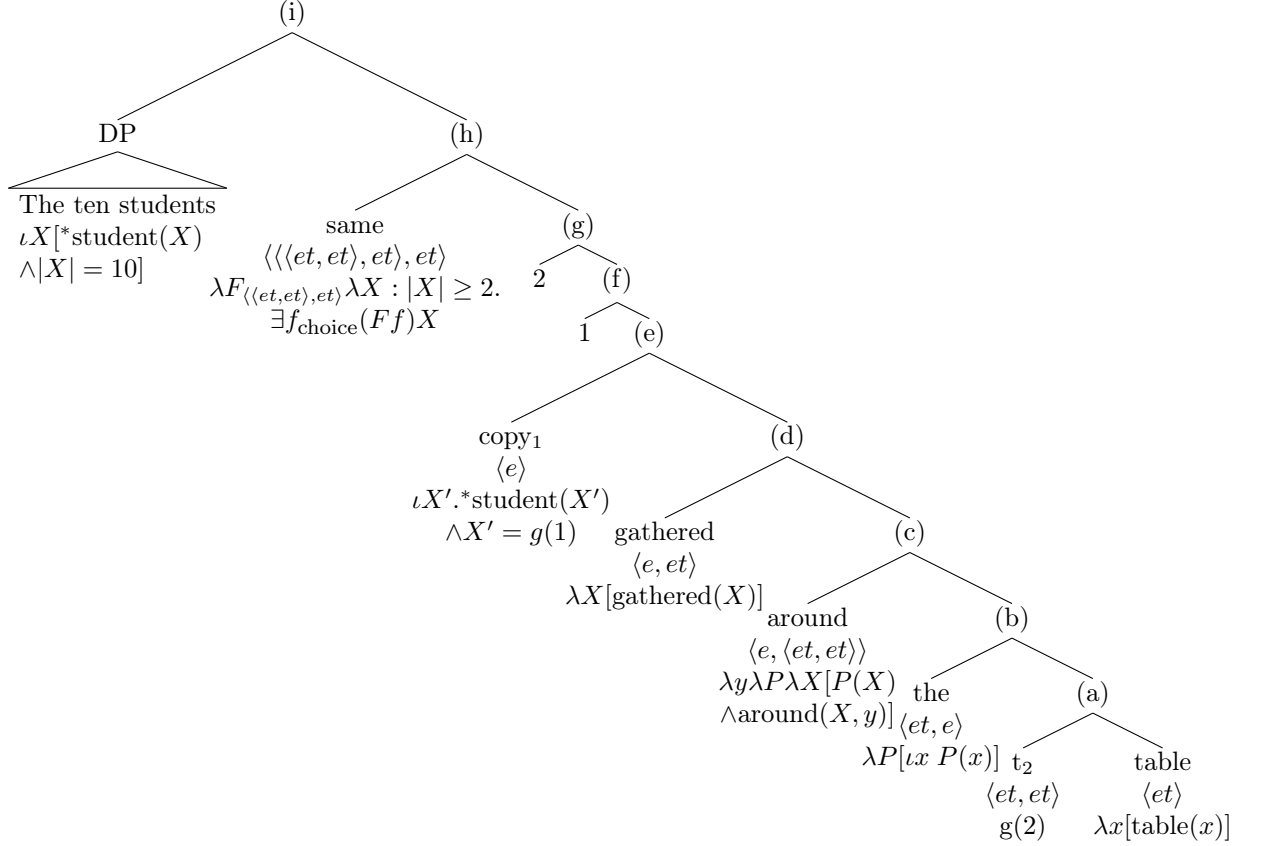 (i)
DP
(h)
The ten students
ιX[*student(X)
∧|X| = 10]
same
⟨⟨⟨et, et⟩, et⟩, et⟩
λF⟨⟨et,et⟩,et⟩λX : |X| ≥ 2.
∃fchoice(Ff)X
(g)
2
(f)
1
(e)
copy₁
⟨e⟩
ιX′.*student(X′)
∧X′ = g(1)
(d)
gathered
⟨e, et⟩
λX[gathered(X)]
(c)
around
⟨e, ⟨et, et⟩⟩
λyλPλX[P(X)
∧around(X, y)]
(b)
the
⟨et, e⟩
λP[ιx P(x)]
(a)
t₂
⟨et, et⟩
g(2)
table
⟨et⟩
λx[table(x)]